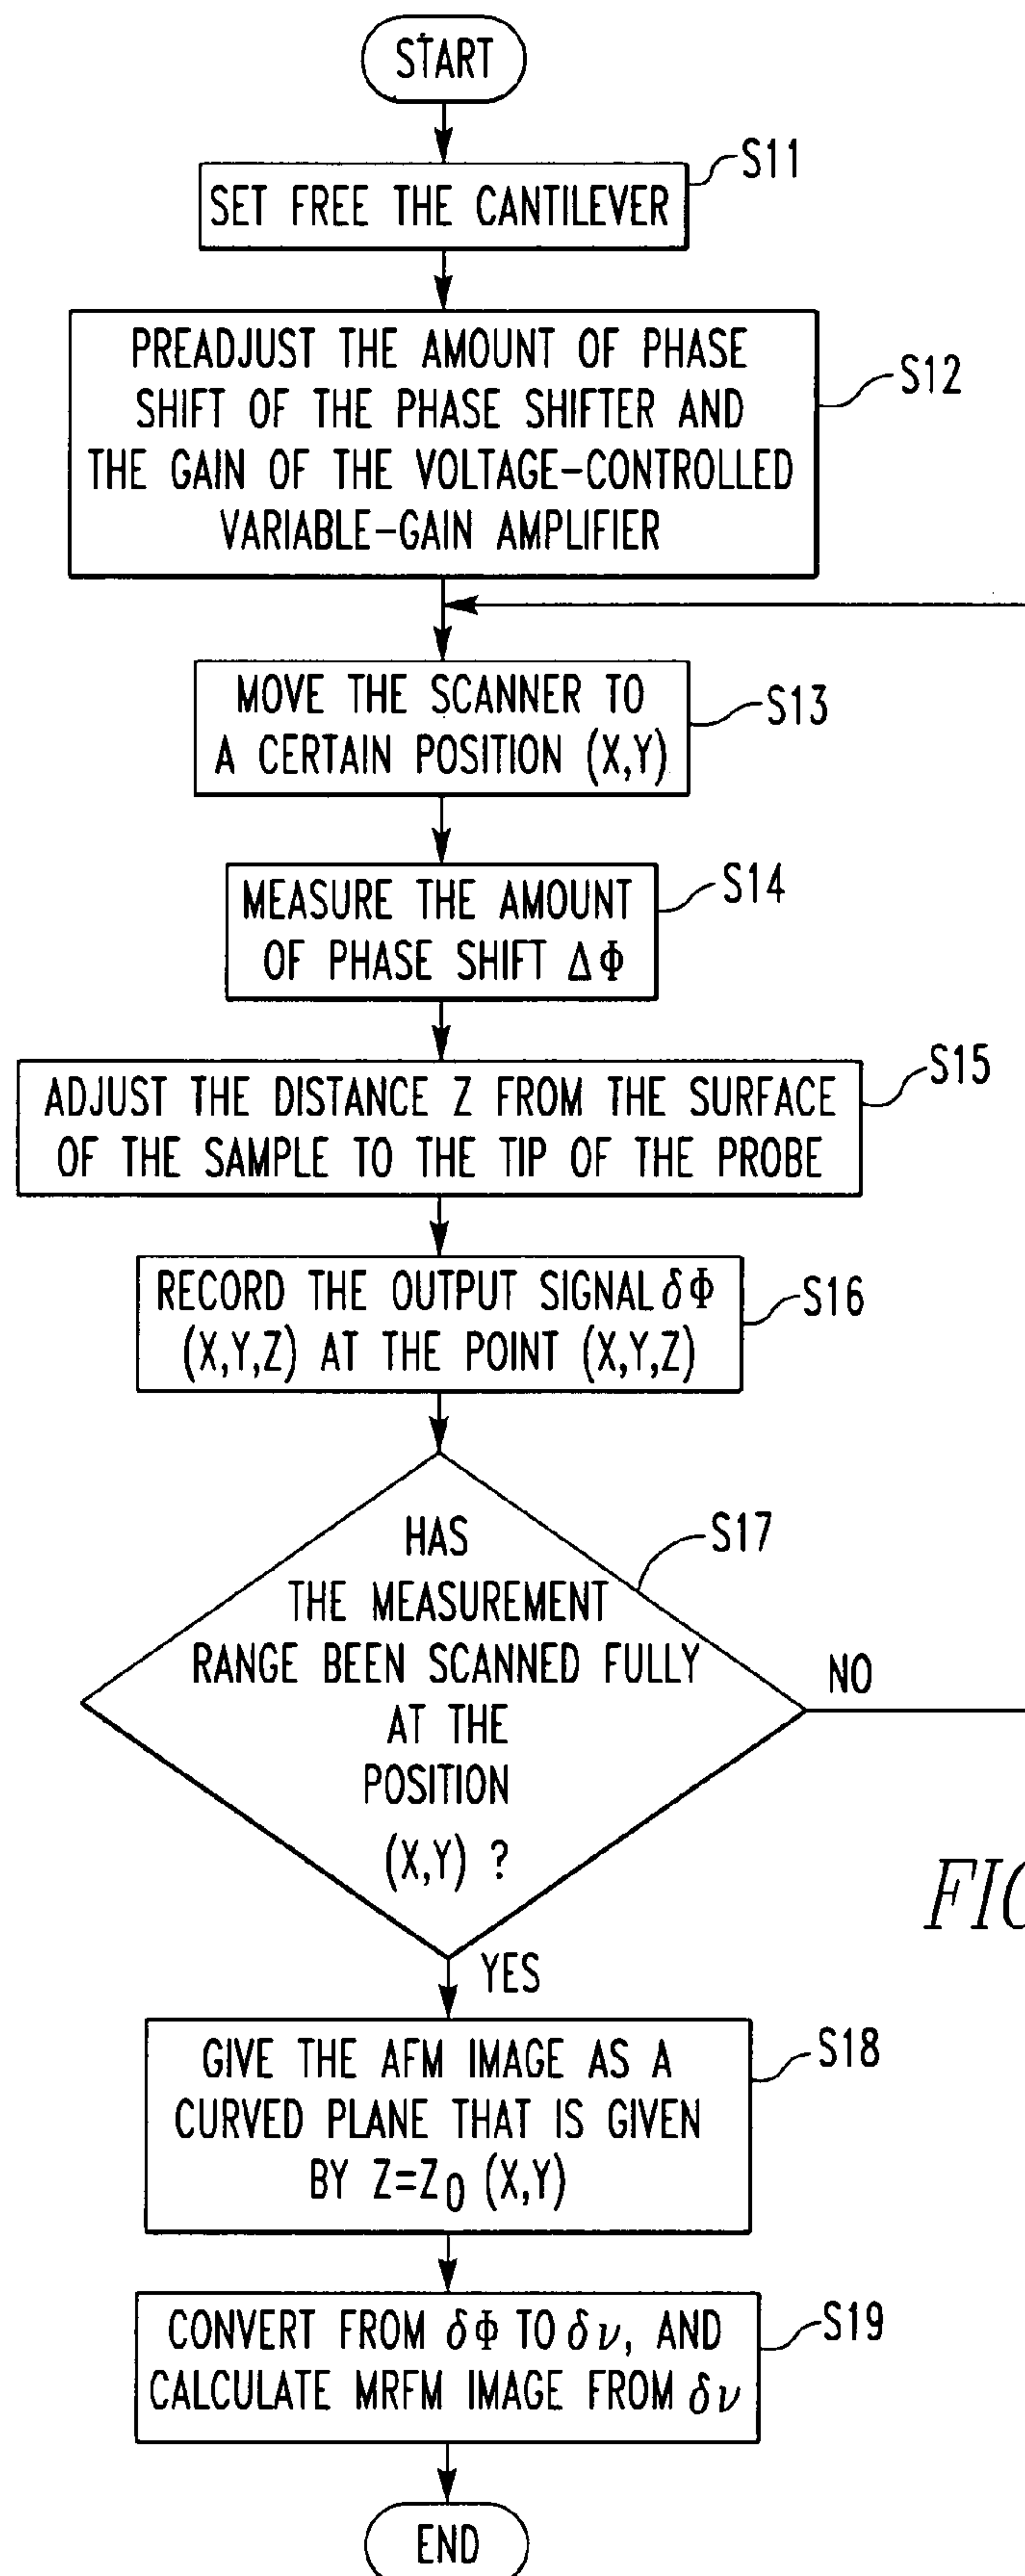 START
S11
SET FREE THE CANTILEVER
S12
PREADJUST THE AMOUNT OF PHASE
SHIFT OF THE PHASE SHIFTER AND
THE GAIN OF THE VOLTAGE-CONTROLLED
VARIABLE-GAIN AMPLIFIER
S13
MOVE THE SCANNER TO
A CERTAIN POSITION (X,Y)
S14
MEASURE THE AMOUNT
OF PHASE SHIFT ΔΦ
S15
ADJUST THE DISTANCE Z FROM THE SURFACE
OF THE SAMPLE TO THE TIP OF THE PROBE
S16
RECORD THE OUTPUT SIGNAL δΦ
(X,Y,Z) AT THE POINT (X,Y,Z)
S17
HAS
THE MEASUREMENT
RANGE BEEN SCANNED FULLY
AT THE
POSITION
(X,Y) ?
NO
YES
FIG
S18
GIVE THE AFM IMAGE AS A
CURVED PLANE THAT IS GIVEN
BY Z=Z₀ (X,Y)
S19
CONVERT FROM δΦ TO δν, AND
CALCULATE MRFM IMAGE FROM δν
END